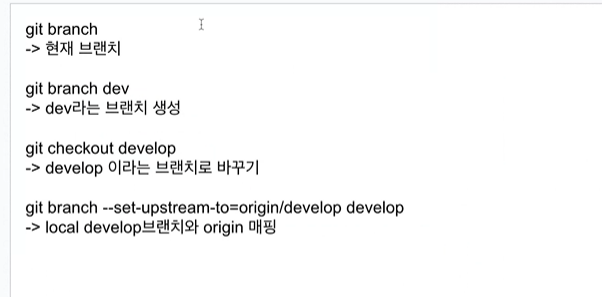 git branch
-> 현재 브랜치
git branch dev
-> dev라는 브랜치 생성
git checkout develop
-> develop 이라는 브랜치로 바꾸기
git branch --set-upstream-to=origin/develop develop
-> local develop브랜치와 origin 매핑